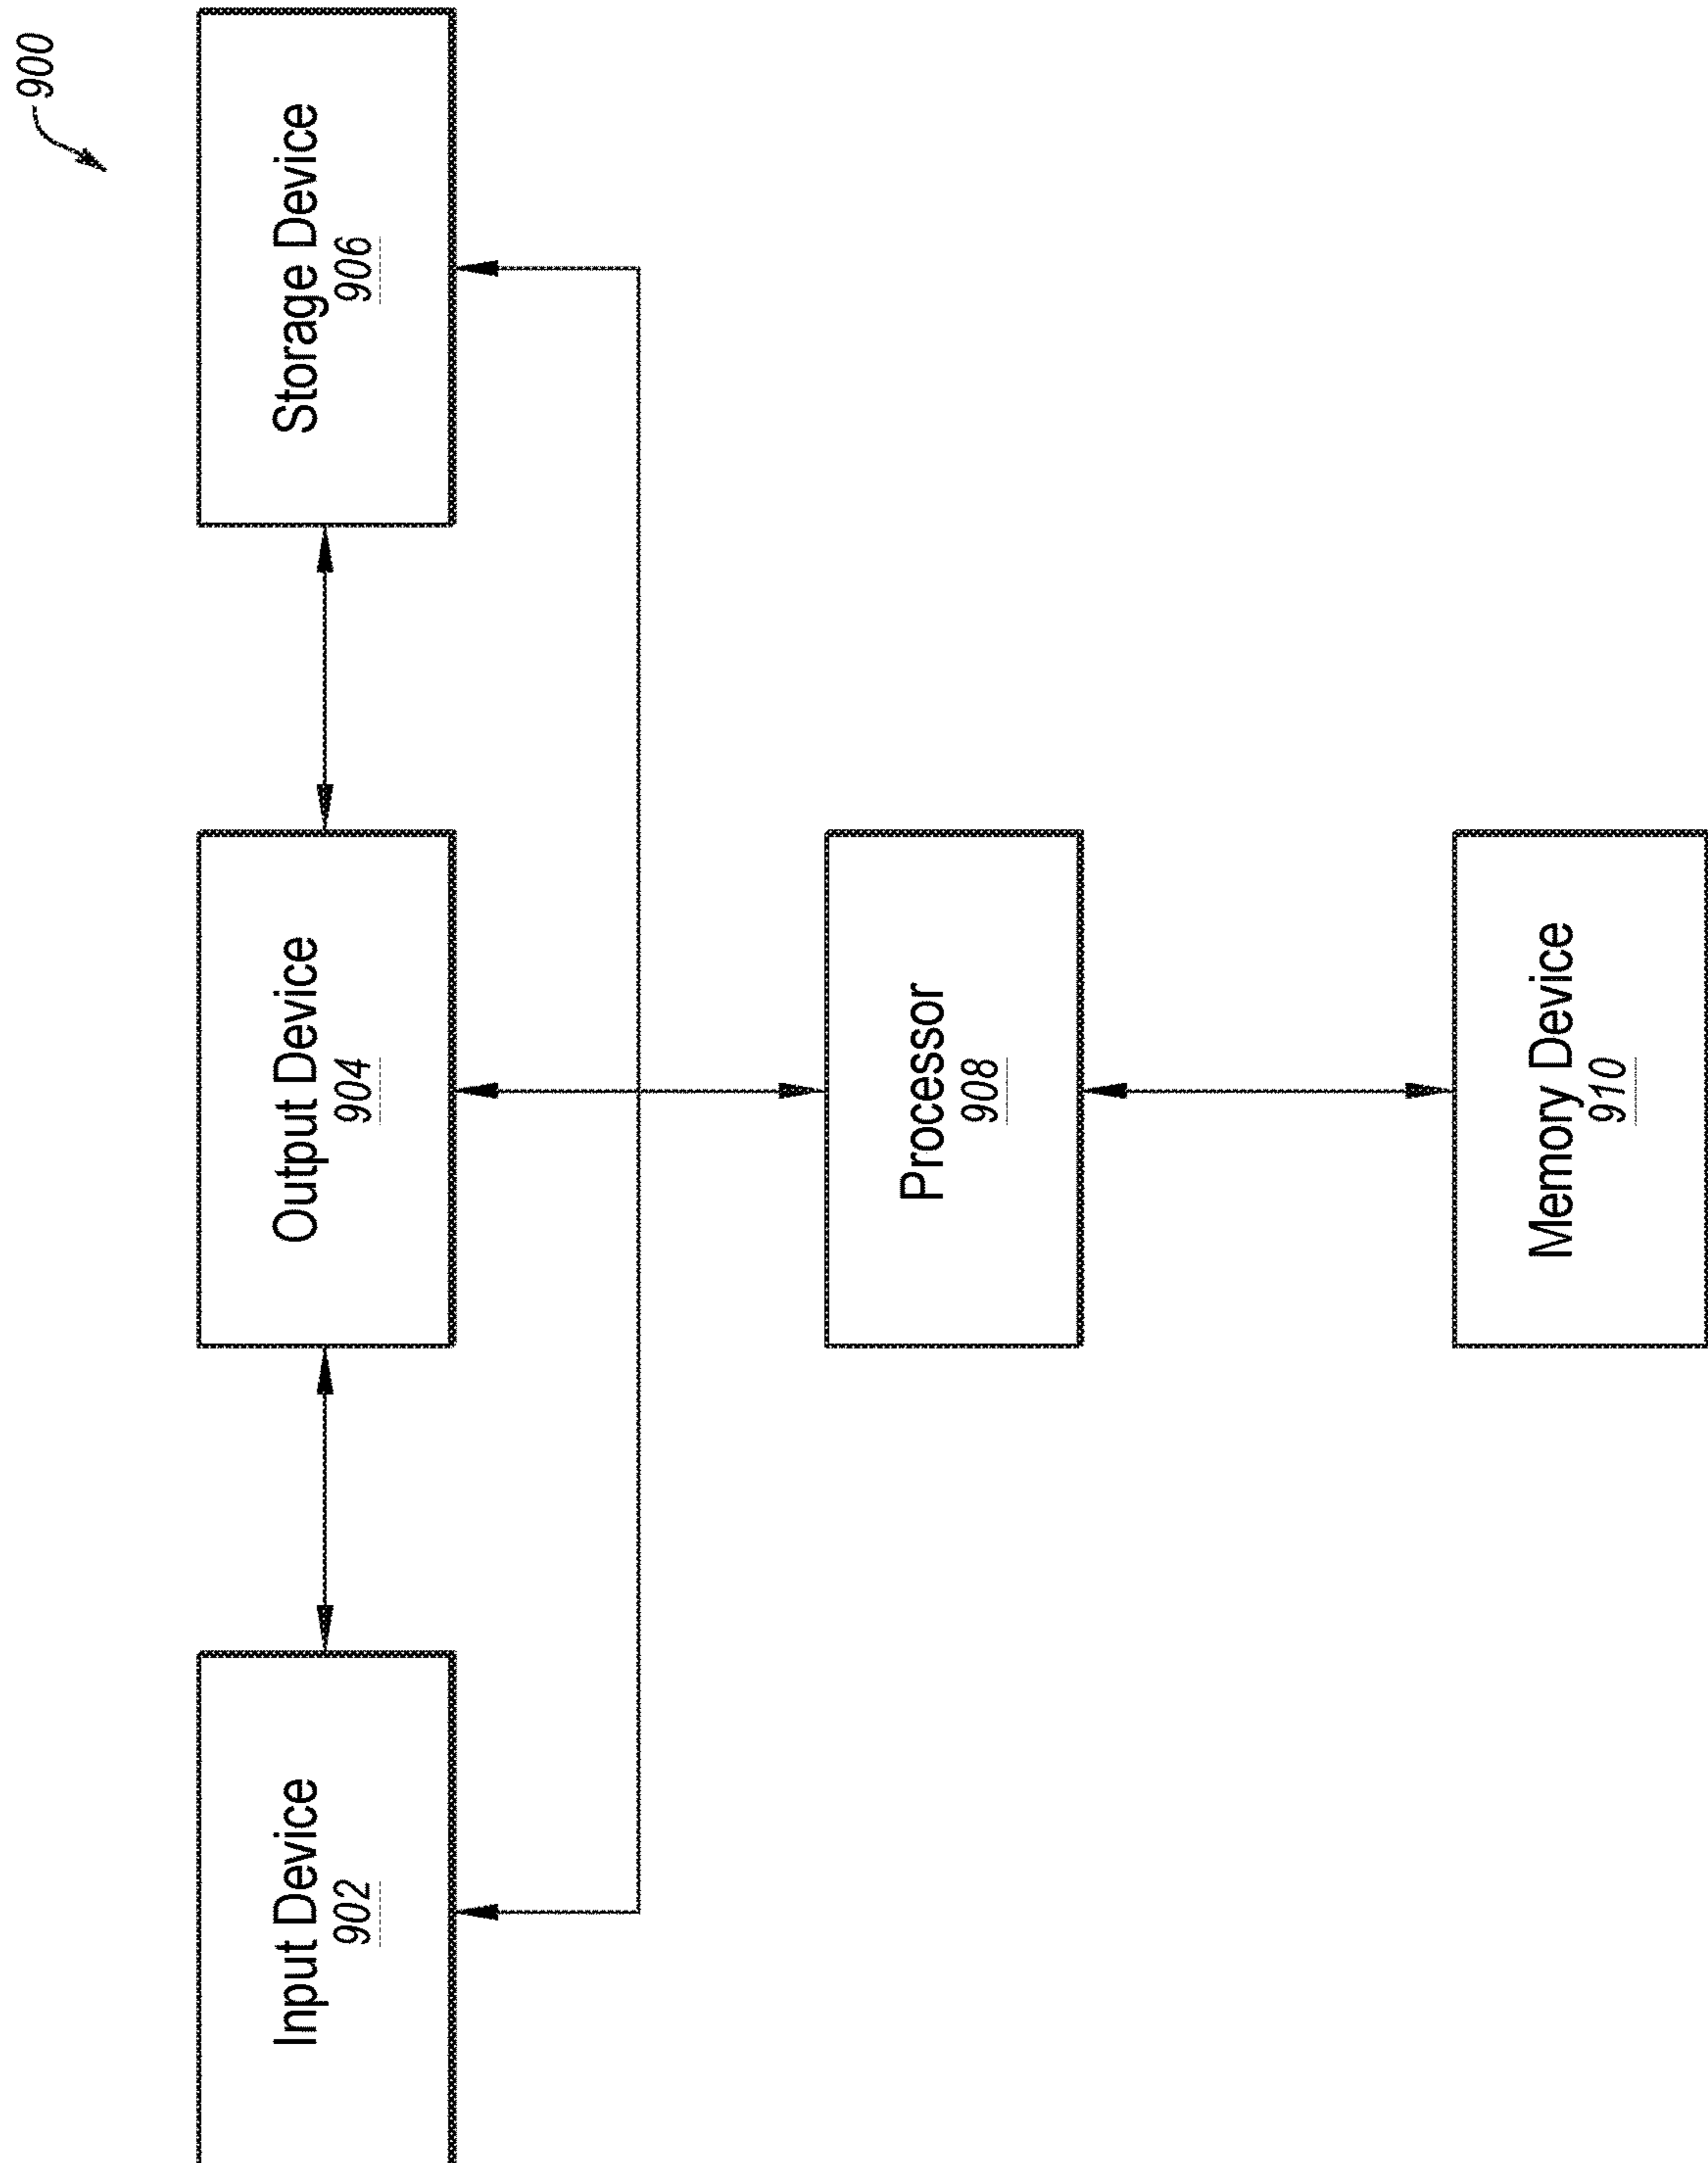 900
Input Device
902
Output Device
904
Storage Device
906
Processor
908
Memory Device
910